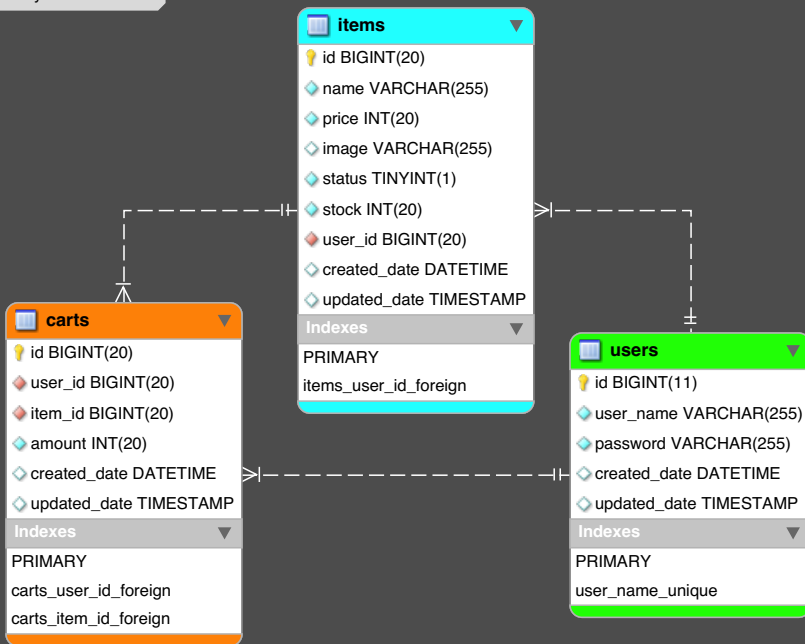 items
id BIGINT(20)
name VARCHAR(255)
price INT(20)
image VARCHAR(255)
status TINYINT(1)
stock INT(20)
user_id BIGINT(20)
created_date DATETIME
updated_date TIMESTAMP
Indexes
PRIMARY
items_user_id_foreign
carts
id BIGINT(20)
user_id BIGINT(20)
item_id BIGINT(20)
amount INT(20)
created_date DATETIME
updated_date TIMESTAMP
Indexes
PRIMARY
carts_user_id_foreign
carts_item_id_foreign
users
id BIGINT(11)
user_name VARCHAR(255)
password VARCHAR(255)
created_date DATETIME
updated_date TIMESTAMP
Indexes
PRIMARY
user_name_unique